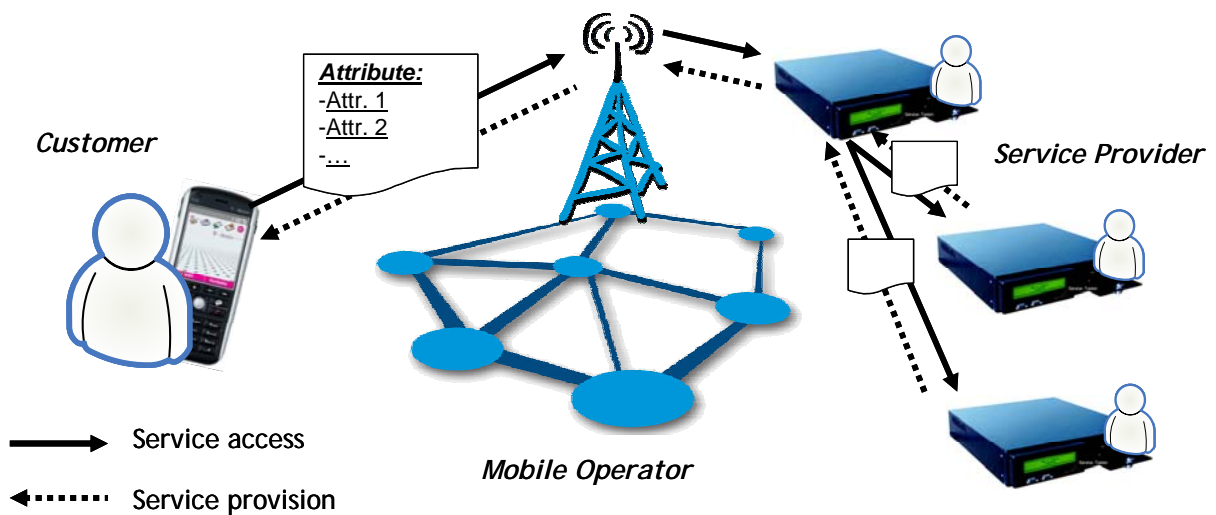 Attribute:
-Attr. 1
-Attr. 2
-...
Customer
Service Provider
Service access
Mobile Operator
Service provision